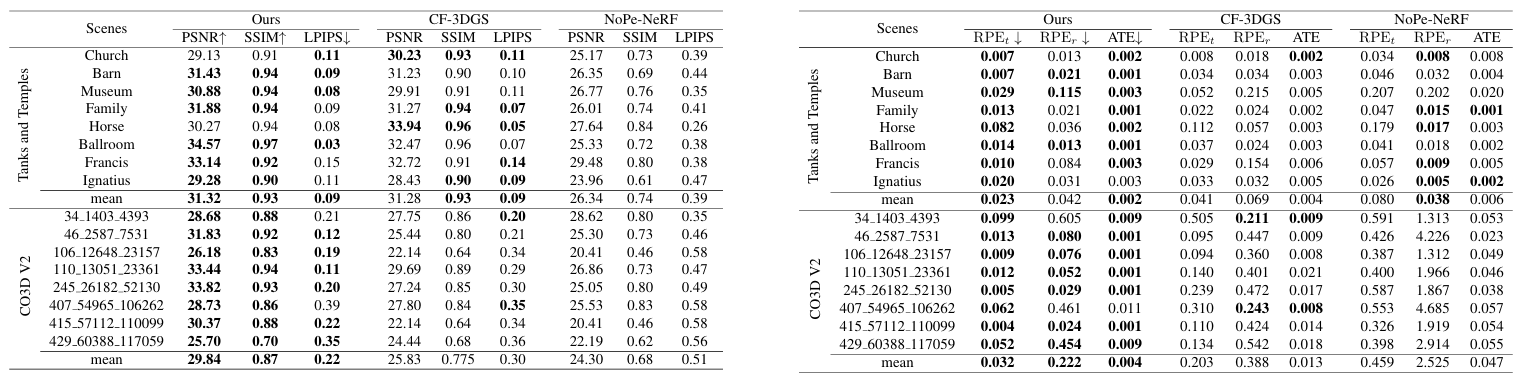 Scenes Ours CF-3DGS NoPe-NeRF
PSNR↑ SSIM↑ LPIPS↓ PSNR SSIM LPIPS PSNR SSIM LPIPS
Tanks and Temples
Church 29.13 0.91 0.11 30.23 0.93 0.11 25.17 0.73 0.39
Barn 31.43 0.94 0.09 31.23 0.90 0.10 26.35 0.69 0.44
Museum 30.88 0.94 0.08 29.91 0.91 0.11 26.77 0.76 0.35
Family 31.88 0.94 0.09 31.27 0.94 0.07 26.01 0.74 0.41
Horse 30.27 0.94 0.08 33.94 0.96 0.05 27.64 0.84 0.26
Ballroom 34.57 0.97 0.03 32.47 0.96 0.07 25.33 0.72 0.38
Francis 33.14 0.92 0.15 32.72 0.91 0.14 29.48 0.80 0.38
Ignatius 29.28 0.90 0.11 28.43 0.90 0.09 23.96 0.61 0.47
mean 31.32 0.93 0.09 31.28 0.93 0.09 26.34 0.74 0.39
CO3D V2
34_1403_4393 28.68 0.88 0.21 27.75 0.86 0.20 28.62 0.80 0.35
46_2587_7531 31.83 0.92 0.12 25.44 0.80 0.21 25.30 0.73 0.46
106_12648_23157 26.18 0.83 0.19 22.14 0.64 0.34 20.41 0.46 0.58
110_13051_23361 33.44 0.94 0.11 29.69 0.89 0.29 26.86 0.73 0.47
245_26182_52130 33.82 0.93 0.20 27.24 0.85 0.30 25.05 0.80 0.49
407_54965_106262 28.73 0.86 0.39 27.80 0.84 0.35 25.53 0.83 0.58
415_57112_110099 30.37 0.88 0.22 22.14 0.64 0.34 20.41 0.46 0.58
429_60388_117059 25.70 0.70 0.35 24.44 0.68 0.36 22.19 0.62 0.56
mean 29.84 0.87 0.22 25.83 0.775 0.30 24.30 0.68 0.51
Scenes Ours CF-3DGS NoPe-NeRF
RPEt ↓ RPEr ↓ ATE↓ RPEt RPEr ATE RPEt RPEr ATE
Tanks and Temples
Church 0.007 0.013 0.002 0.008 0.018 0.002 0.034 0.008 0.008
Barn 0.007 0.021 0.001 0.034 0.034 0.003 0.046 0.032 0.004
Museum 0.029 0.115 0.003 0.052 0.215 0.005 0.207 0.202 0.020
Family 0.013 0.021 0.001 0.022 0.024 0.002 0.047 0.015 0.001
Horse 0.082 0.036 0.002 0.112 0.057 0.003 0.179 0.017 0.003
Ballroom 0.014 0.013 0.001 0.037 0.024 0.003 0.041 0.018 0.002
Francis 0.010 0.084 0.003 0.029 0.154 0.006 0.057 0.009 0.005
Ignatius 0.020 0.031 0.003 0.033 0.032 0.005 0.026 0.005 0.002
mean 0.023 0.042 0.002 0.041 0.069 0.004 0.080 0.038 0.006
CO3D V2
34_1403_4393 0.099 0.605 0.009 0.505 0.211 0.009 0.591 1.313 0.053
46_2587_7531 0.013 0.080 0.001 0.095 0.447 0.009 0.426 4.226 0.023
106_12648_23157 0.009 0.076 0.001 0.094 0.360 0.008 0.387 1.312 0.049
110_13051_23361 0.012 0.052 0.001 0.140 0.401 0.021 0.400 1.966 0.046
245_26182_52130 0.005 0.029 0.001 0.239 0.472 0.017 0.587 1.867 0.038
407_54965_106262 0.062 0.461 0.011 0.310 0.243 0.008 0.553 4.685 0.057
415_57112_110099 0.004 0.024 0.001 0.110 0.424 0.014 0.326 1.919 0.054
429_60388_117059 0.052 0.454 0.009 0.134 0.542 0.018 0.398 2.914 0.055
mean 0.032 0.222 0.004 0.203 0.388 0.013 0.459 2.525 0.047